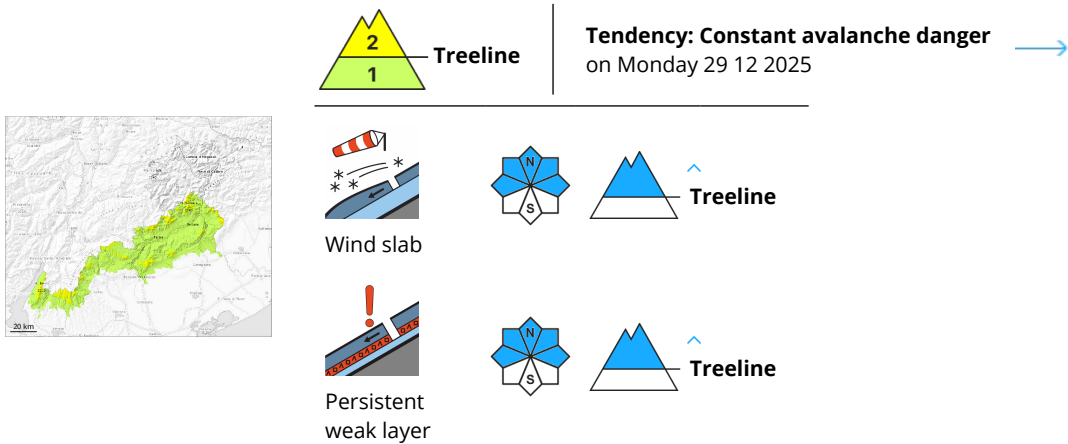 2
1
Treeline
Tendency: Constant avalanche danger
on Monday 29 12 2025
20 km
N
S
Treeline
Wind slab
N
S
Treeline
Persistent
weak layer